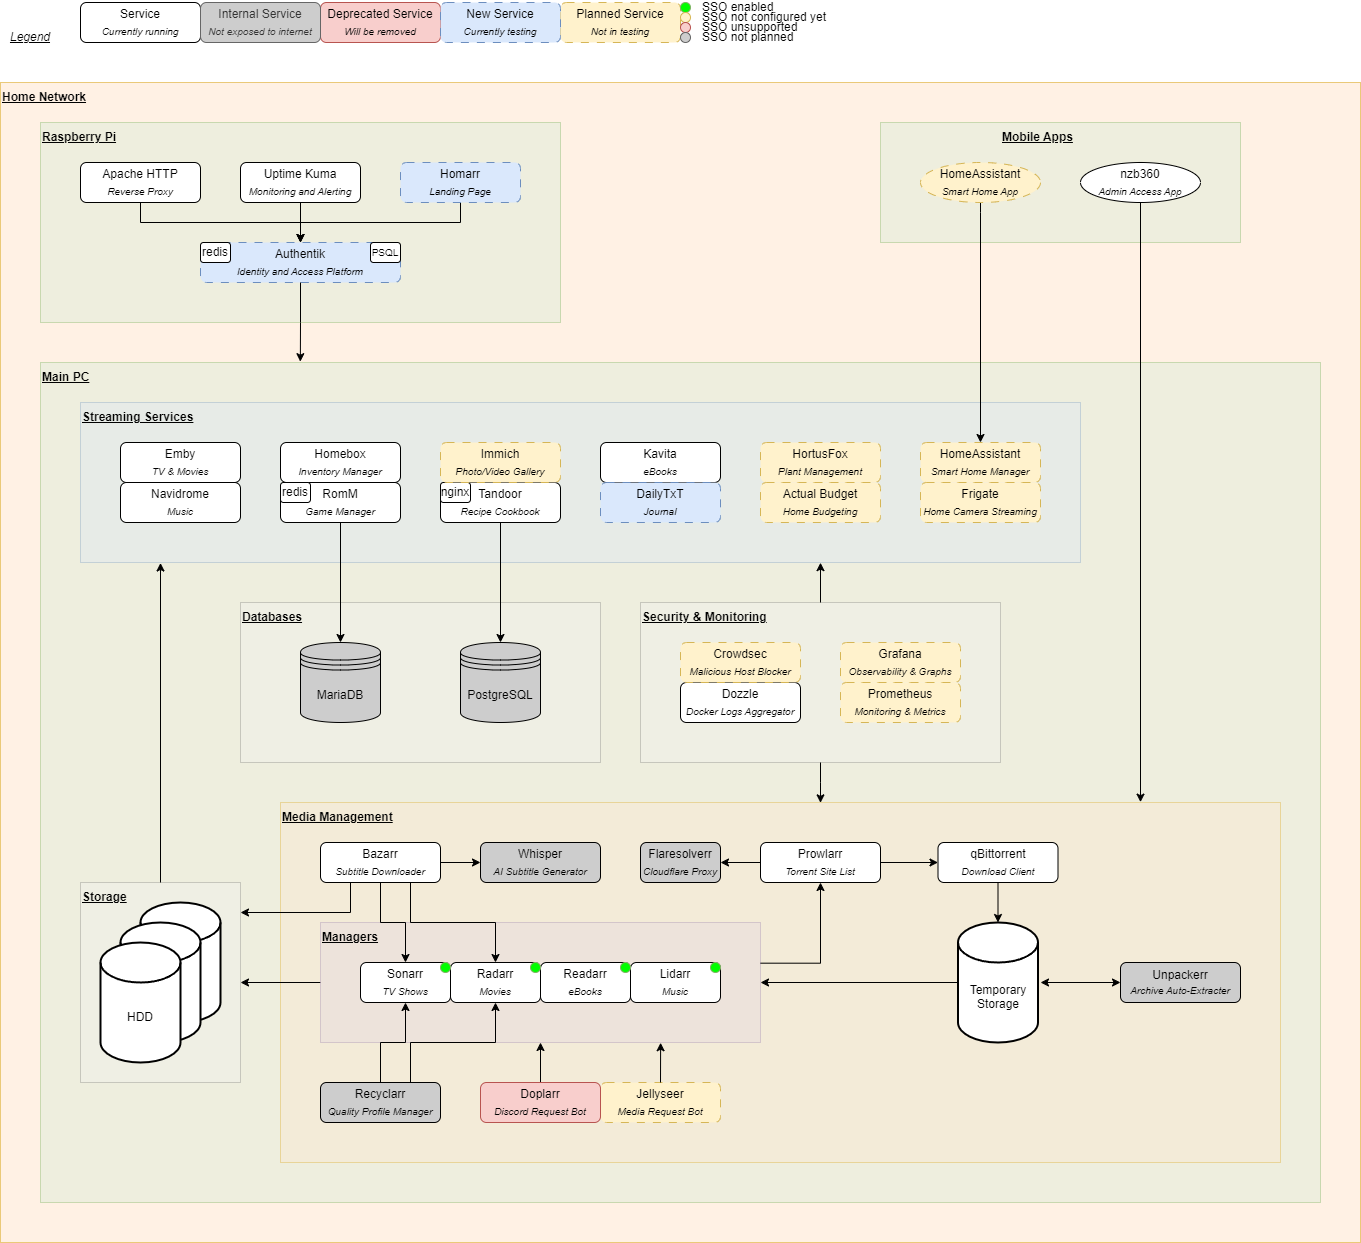 Legend
Service
Currently running
Internal Service
Not exposed to internet
Deprecated Service
Will be removed
New Service
Currently testing
Planned Service
Not in testing
SSO enabled
SSO not configured yet
SSO unsupported
SSO not planned
Home Network
Raspberry Pi
Apache HTTP
Reverse Proxy
Uptime Kuma
Monitoring and Alerting
Homarr
Landing Page
redis
Authentik
Identity and Access Platform
PSQL
Mobile Apps
HomeAssistant
Smart Home App
nzb360
Admin Access App
Main PC
Streaming Services
Emby
TV & Movies
Navidrome
Music
Homebox
Inventory Manager
redis
RomM
Game Manager
Immich
Photo/Video Gallery
nginx
Tandoor
Recipe Cookbook
Kavita
eBooks
DailyTxT
Journal
HortusFox
Plant Management
Actual Budget
Home Budgeting
HomeAssistant
Smart Home Manager
Frigate
Home Camera Streaming
Databases
MariaDB
PostgreSQL
Security & Monitoring
Crowdsec
Malicious Host Blocker
Dozzle
Docker Logs Aggregator
Grafana
Observability & Graphs
Prometheus
Monitoring & Metrics
Media Management
Bazarr
Subtitle Downloader
Whisper
AI Subtitle Generator
Flaresolverr
Cloudflare Proxy
Prowlarr
Torrent Site List
qBittorrent
Download Client
Storage
HDD
Managers
Sonarr
TV Shows
Radarr
Movies
Readarr
eBooks
Lidarr
Music
Temporary
Storage
Unpackerr
Archive Auto-Extracter
Recyclarr
Quality Profile Manager
Doplarr
Discord Request Bot
Jellyseer
Media Request Bot